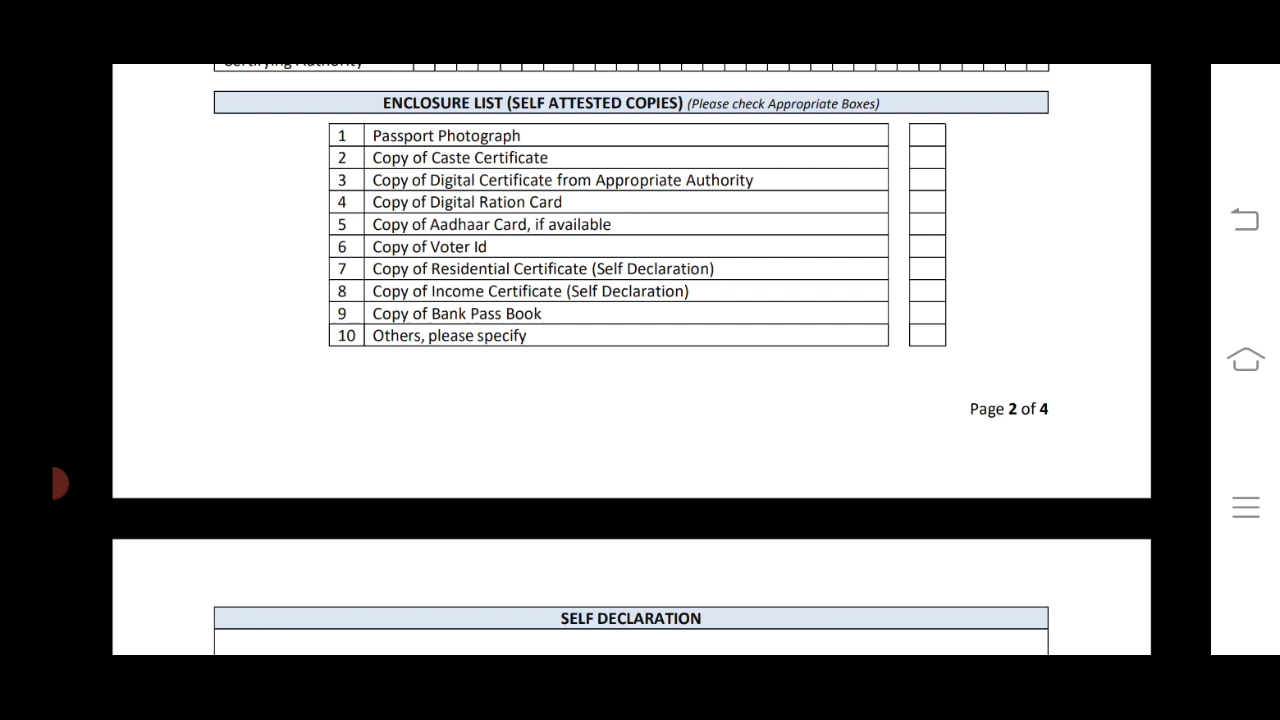 Certifying Authority
ENCLOSURE LIST (SELF ATTESTED COPIES) (Please check Appropriate Boxes)
1 Passport Photograph
2 Copy of Caste Certificate
3 Copy of Digital Certificate from Appropriate Authority
4 Copy of Digital Ration Card
5 Copy of Aadhaar Card, if available
6 Copy of Voter Id
7 Copy of Residential Certificate (Self Declaration)
8 Copy of Income Certificate (Self Declaration)
9 Copy of Bank Pass Book
10 Others, please specify
Page 2 of 4
SELF DECLARATION